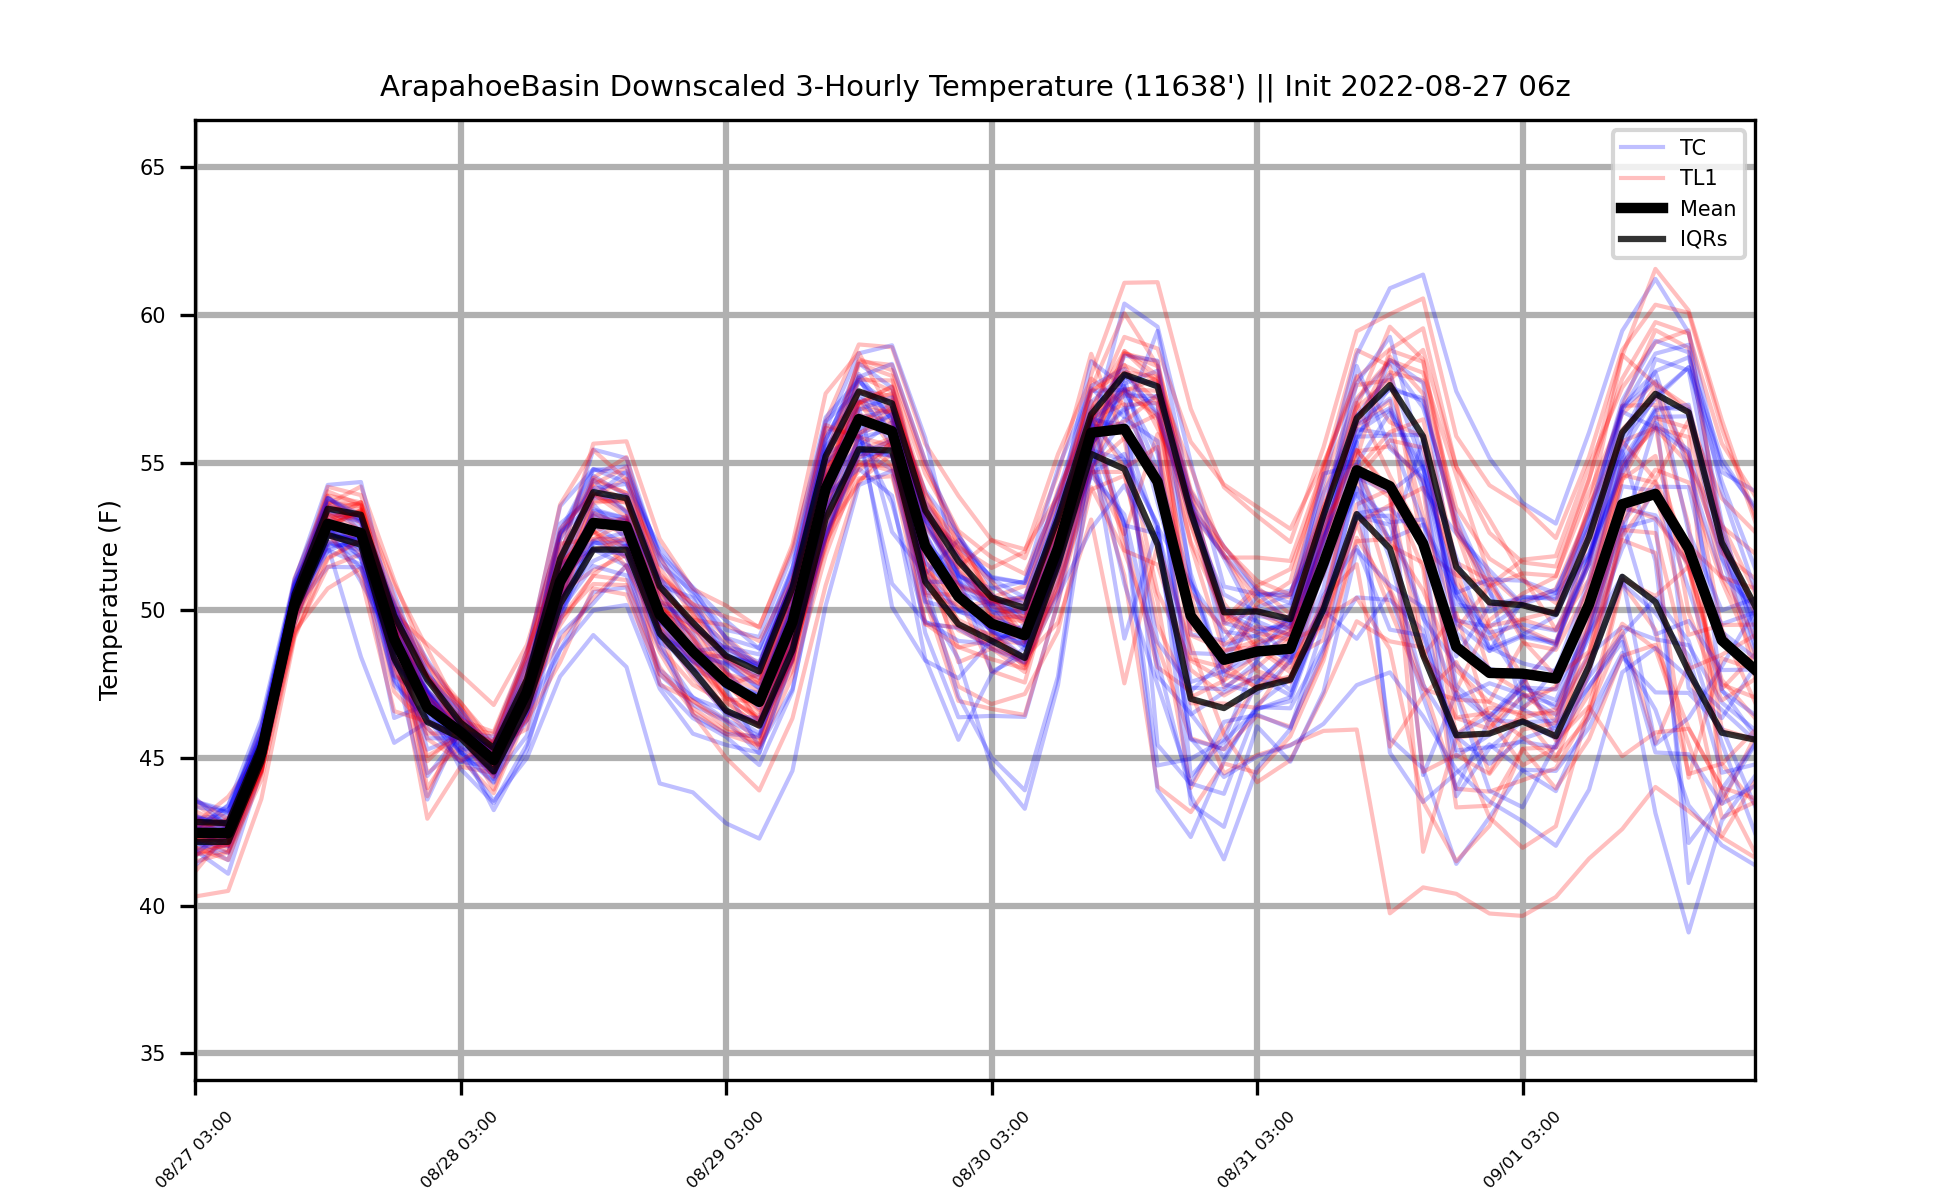 ArapahoeBasin Downscaled 3-Hourly Temperature (11638') || Init 2022-08-27 06z
TC
TL1
Mean
IQRs
Temperature (F)
65
60
55
50
45
40
35
08/27 03:00
08/28 03:00
08/29 03:00
08/30 03:00
08/31 03:00
09/01 03:00